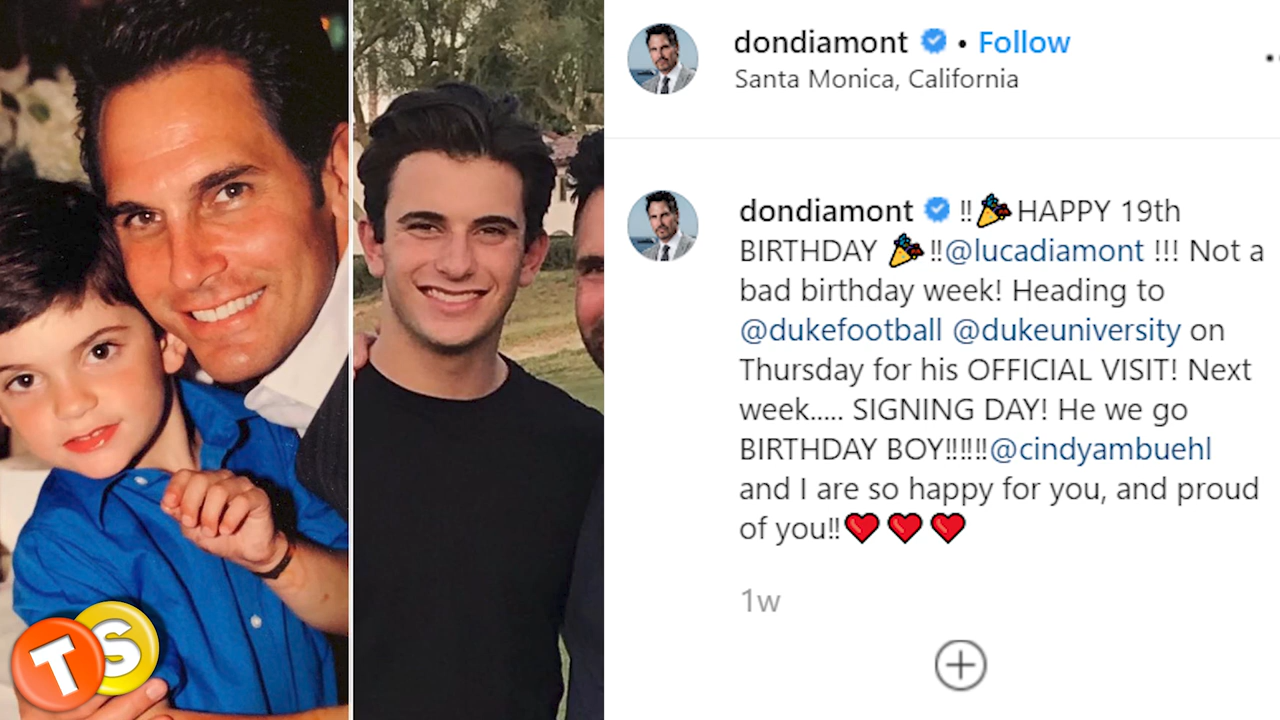 dondiamont • Follow
Santa Monica, California
dondiamont ‼🎉HAPPY 19th
BIRTHDAY 🎉‼@lucadiamont !!! Not a
bad birthday week! Heading to
@dukefootball @dukeuniversity on
Thursday for his OFFICIAL VISIT! Next
week..... SIGNING DAY! He we go
BIRTHDAY BOY‼‼‼@cindyambuehl
and I are so happy for you, and proud
of you‼❤❤❤
1w
TS